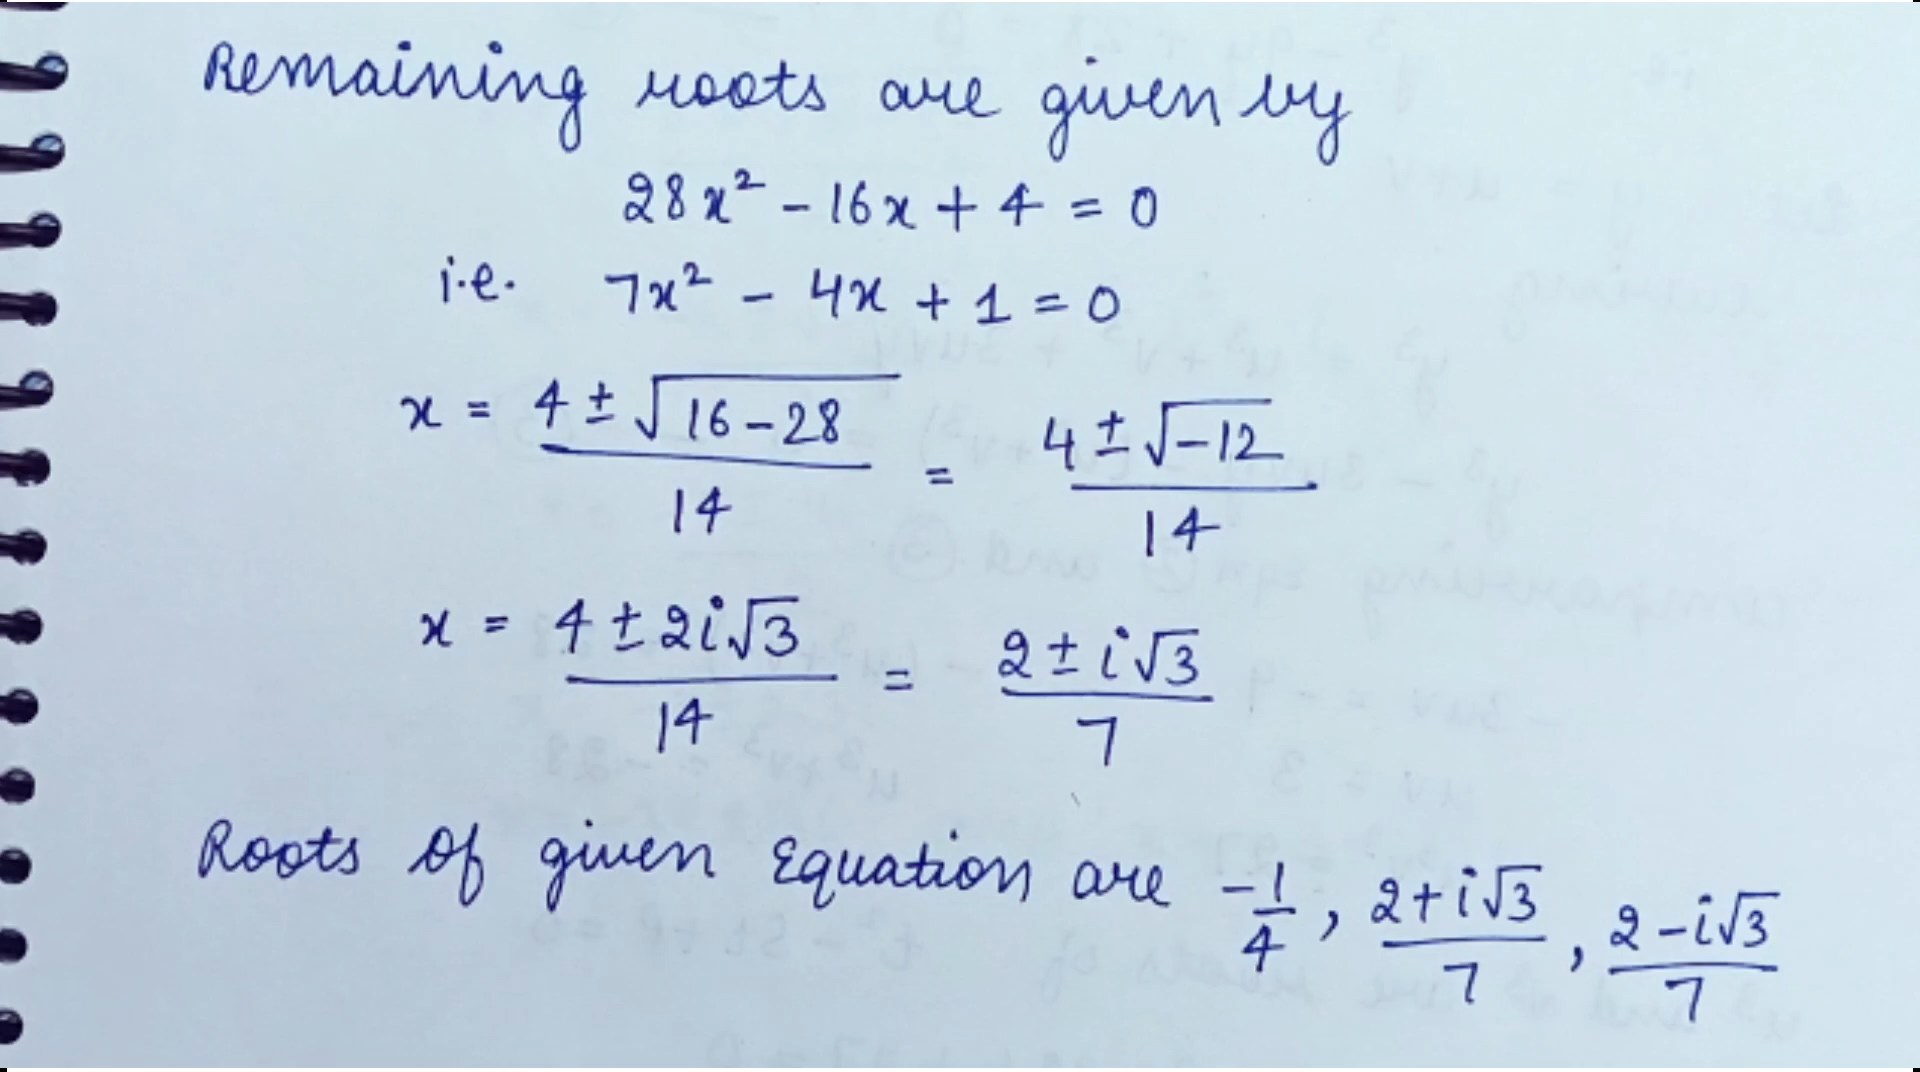 Remaining roots are given by
28x² - 16x + 4 = 0
i.e. 7x² - 4x + 1 = 0
x = (4 ± √(16-28))/14 = (4 ± √-12)/14
x = (4 ± 2i√3)/14 = (2 ± i√3)/7
Roots of given Equation are -1/4, (2+i√3)/7, (2-i√3)/7